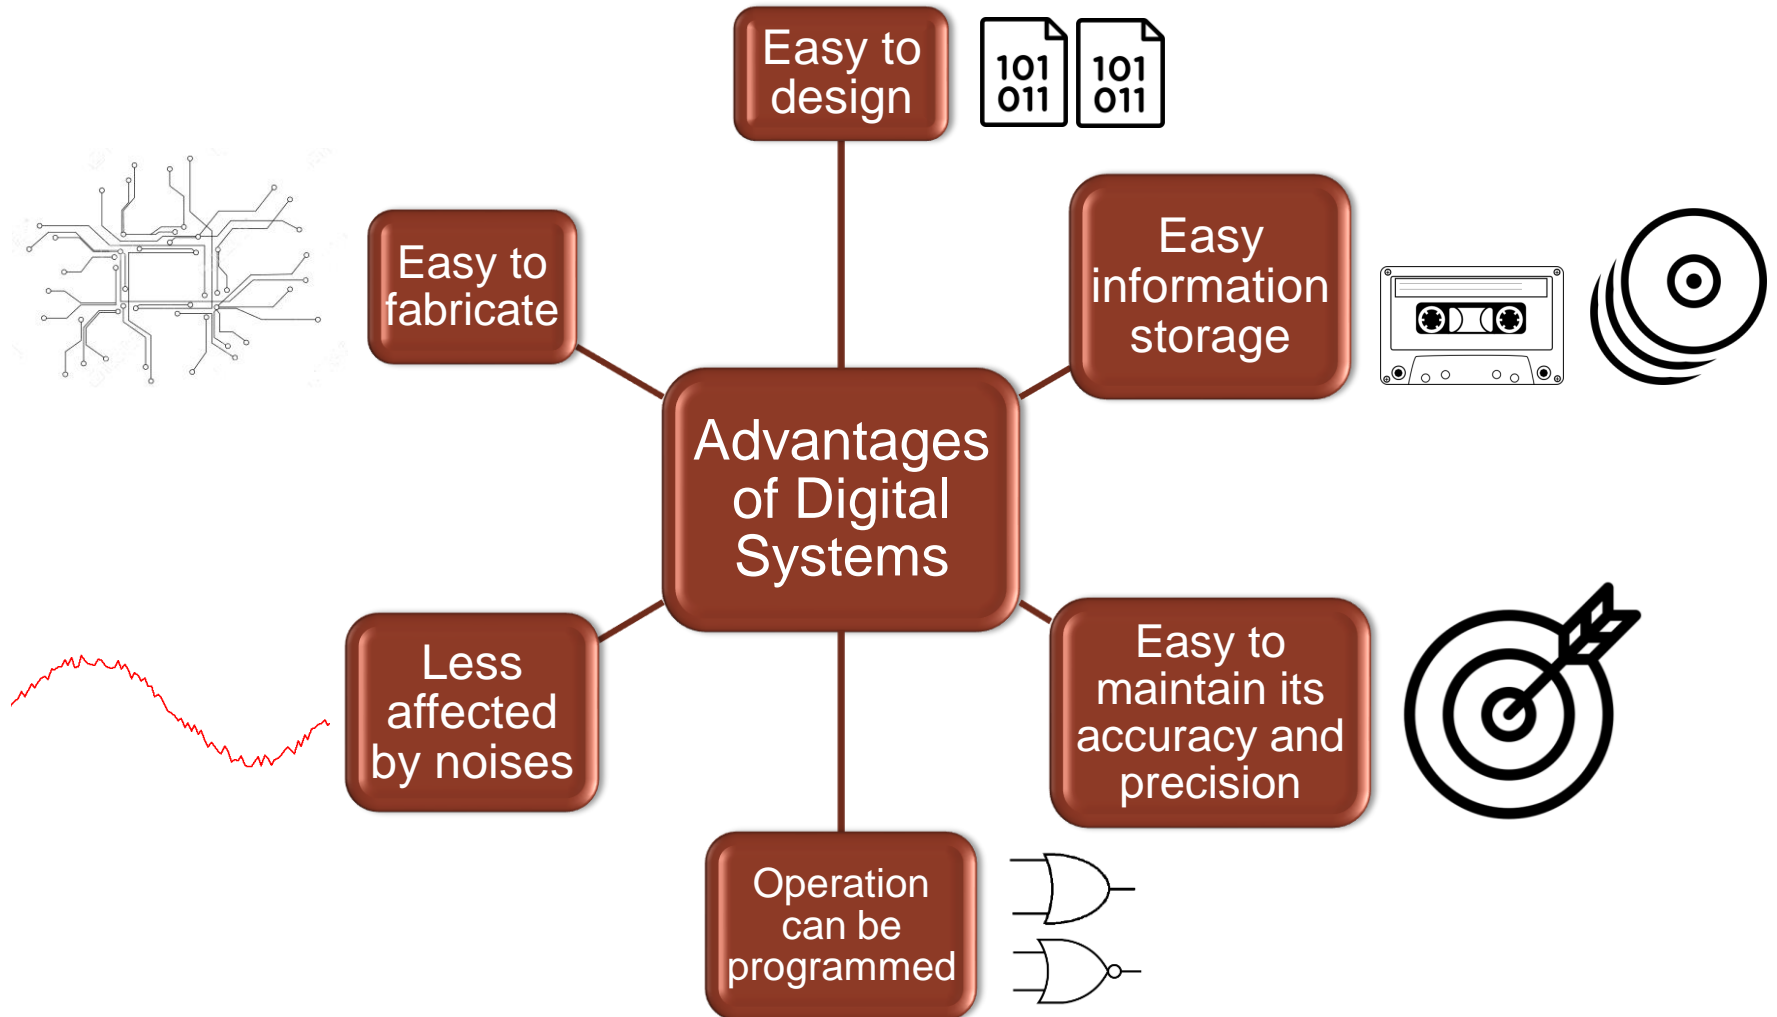 Easy to
design
101
011
101
011
Easy
information
storage
Easy to
maintain its
accuracy and
precision
Operation
can be
programmed
Less
affected
by noises
Easy to
fabricate
Advantages
of Digital
Systems